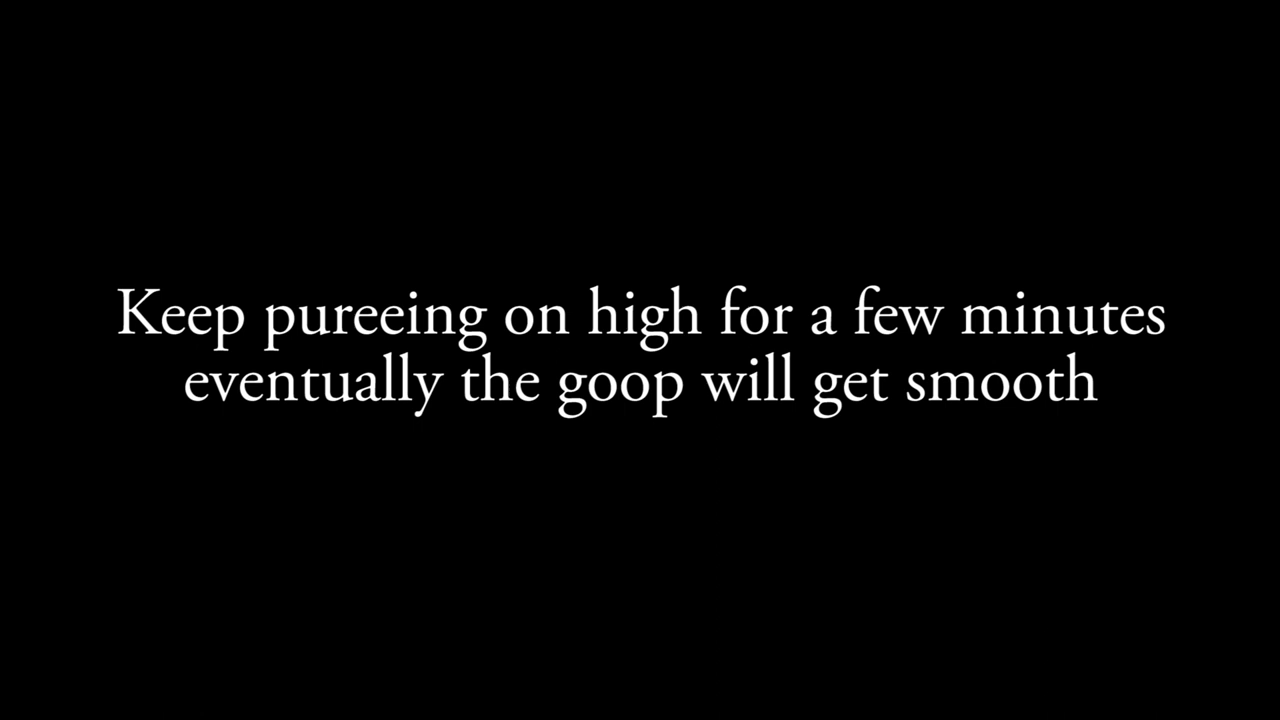 Keep pureeing on high for a few minutes
eventually the goop will get smooth